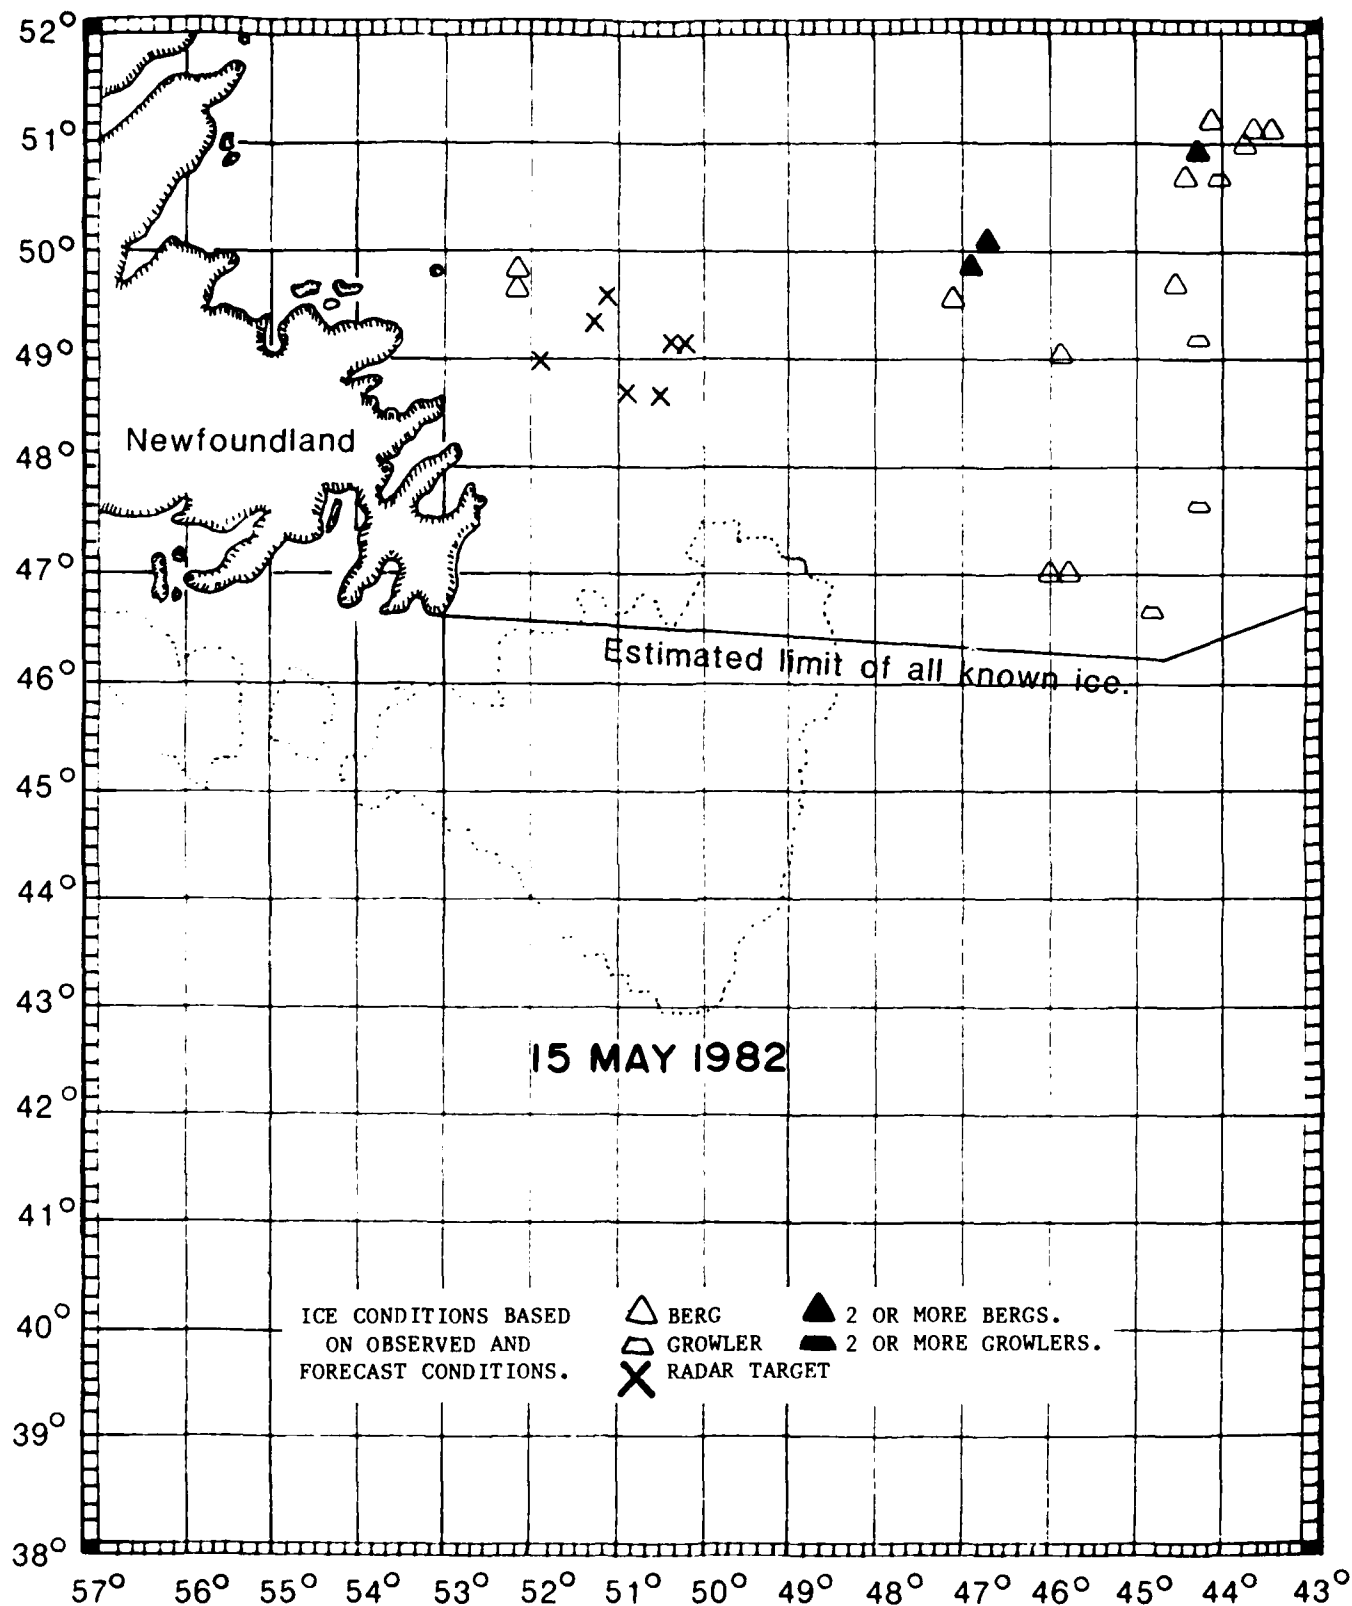 52°
51°
50°
49°
48°
47°
46°
45°
44°
43°
42°
41°
40°
39°
38°
Newfoundland
Estimated limit of all known ice.
15 MAY 1982
ICE CONDITIONS BASED
ON OBSERVED AND
FORECAST CONDITIONS.
BERG
GROWLER
RADAR TARGET
2 OR MORE BERGS.
2 OR MORE GROWLERS.
57° 56° 55° 54° 53° 52° 51° 50° 49° 48° 47° 46° 45° 44° 43°